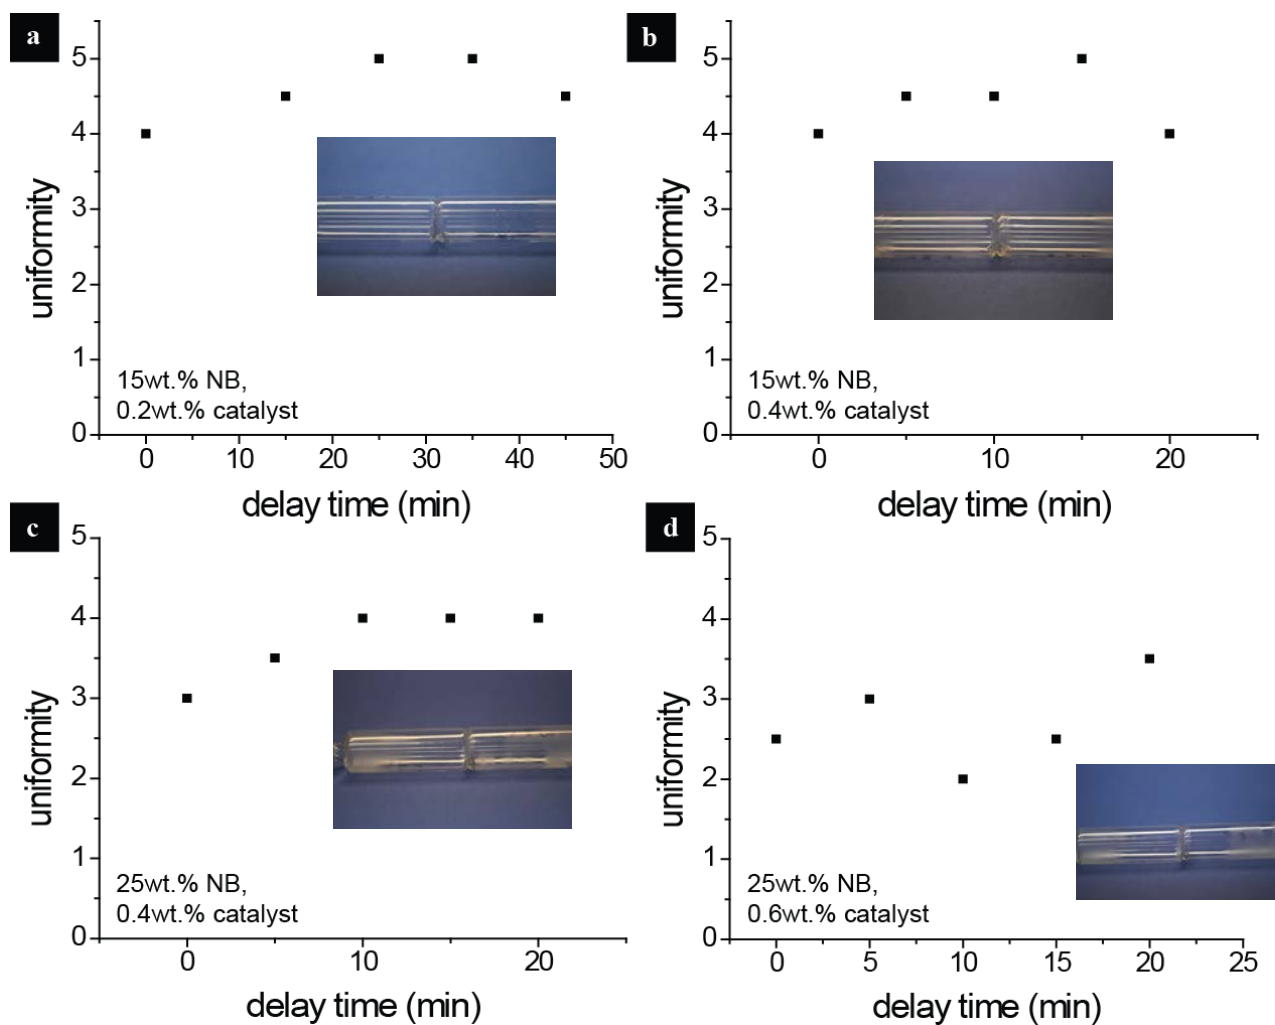 a
5
4
3
2
1
0
uniformity
15wt.% NB,
0.2wt.% catalyst
0 10 20 30 40 50
delay time (min)
b
5
4
3
2
1
0
uniformity
15wt.% NB,
0.4wt.% catalyst
0 10 20
delay time (min)
c
5
4
3
2
1
0
uniformity
25wt.% NB,
0.4wt.% catalyst
0 10 20
delay time (min)
d
5
4
3
2
1
0
uniformity
25wt.% NB,
0.6wt.% catalyst
0 5 10 15 20 25
delay time (min)